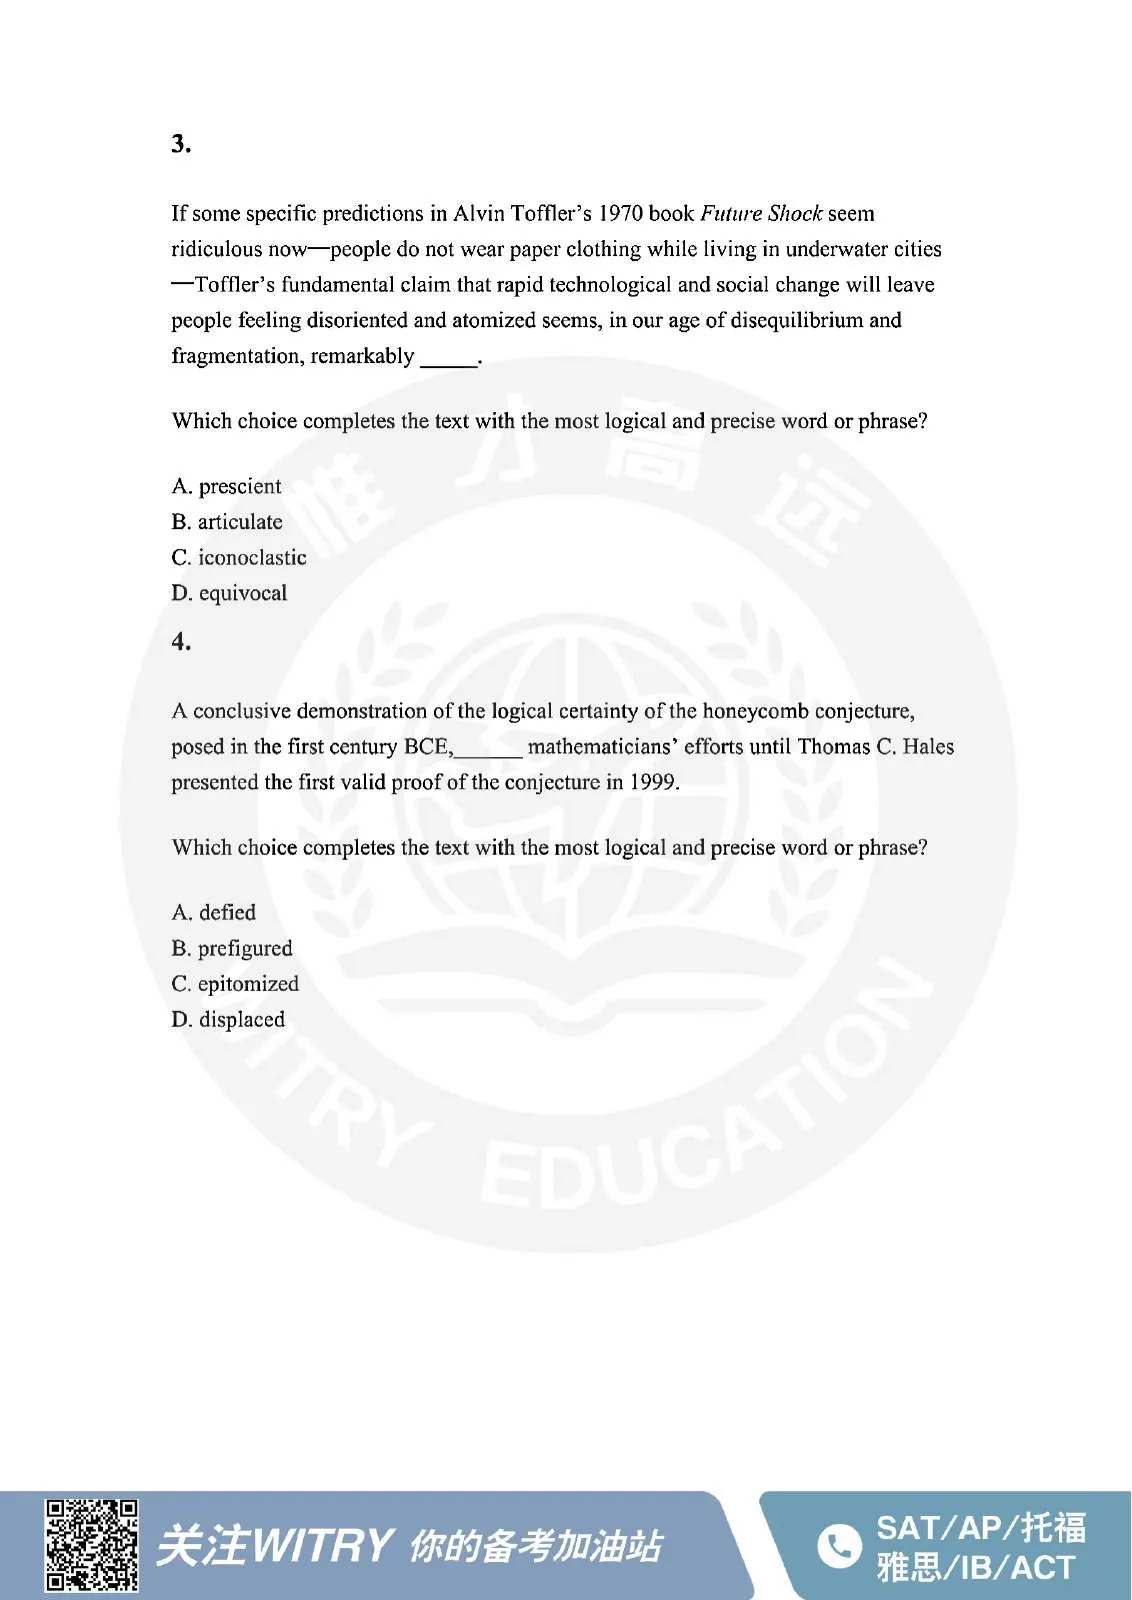 3.
If some specific predictions in Alvin Toffler’s 1970 book Future Shock seem
ridiculous now—people do not wear paper clothing while living in underwater cities
—Toffler’s fundamental claim that rapid technological and social change will leave
people feeling disoriented and atomized seems, in our age of disequilibrium and
fragmentation, remarkably _____.
Which choice completes the text with the most logical and precise word or phrase?
A. prescient
B. articulate
C. iconoclastic
D. equivocal
4.
A conclusive demonstration of the logical certainty of the honeycomb conjecture,
posed in the first century BCE,______ mathematicians’ efforts until Thomas C. Hales
presented the first valid proof of the conjecture in 1999.
Which choice completes the text with the most logical and precise word or phrase?
A. defied
B. prefigured
C. epitomized
D. displaced
惟才高远
WITRY EDUCATION
关注WITRY 你的备考加油站
SAT/AP/托福
雅思/IB/ACT